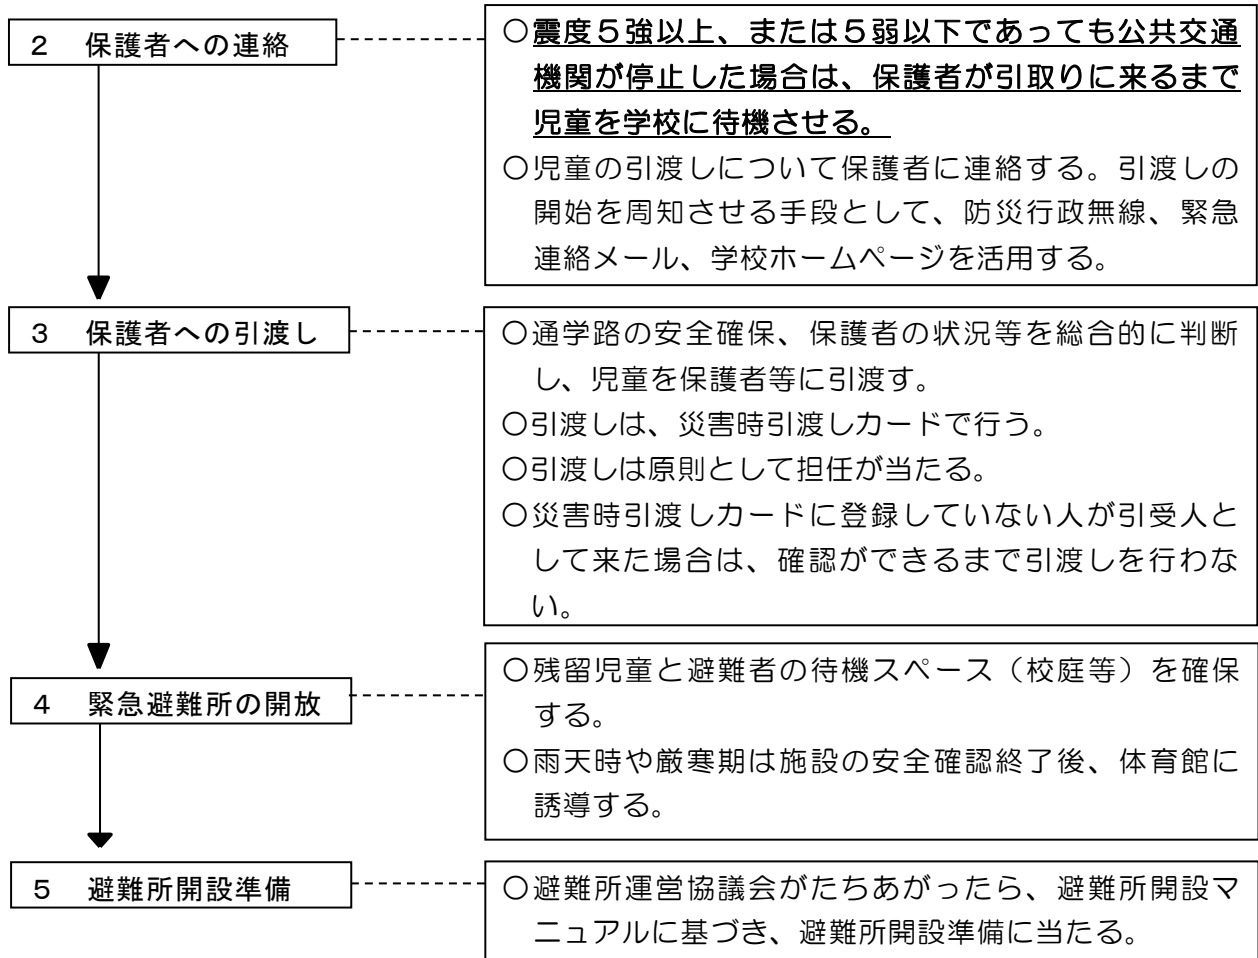 ２　保護者への連絡
○震度５強以上、または５弱以下であっても公共交通
機関が停止した場合は、保護者が引取りに来るまで
児童を学校に待機させる。
○児童の引渡しについて保護者に連絡する。引渡しの
開始を周知させる手段として、防災行政無線、緊急
連絡メール、学校ホームページを活用する。
３　保護者への引渡し
○通学路の安全確保、保護者の状況等を総合的に判断
し、児童を保護者等に引渡す。
○引渡しは、災害時引渡しカードで行う。
○引渡しは原則として担任が当たる。
○災害時引渡しカードに登録していない人が引受人と
して来た場合は、確認ができるまで引渡しを行わな
い。
４　緊急避難所の開放
○残留児童と避難者の待機スペース（校庭等）を確保
する。
○雨天時や厳寒期は施設の安全確認終了後、体育館に
誘導する。
５　避難所開設準備
○避難所運営協議会がたちあがったら、避難所開設マ
ニュアルに基づき、避難所開設準備に当たる。